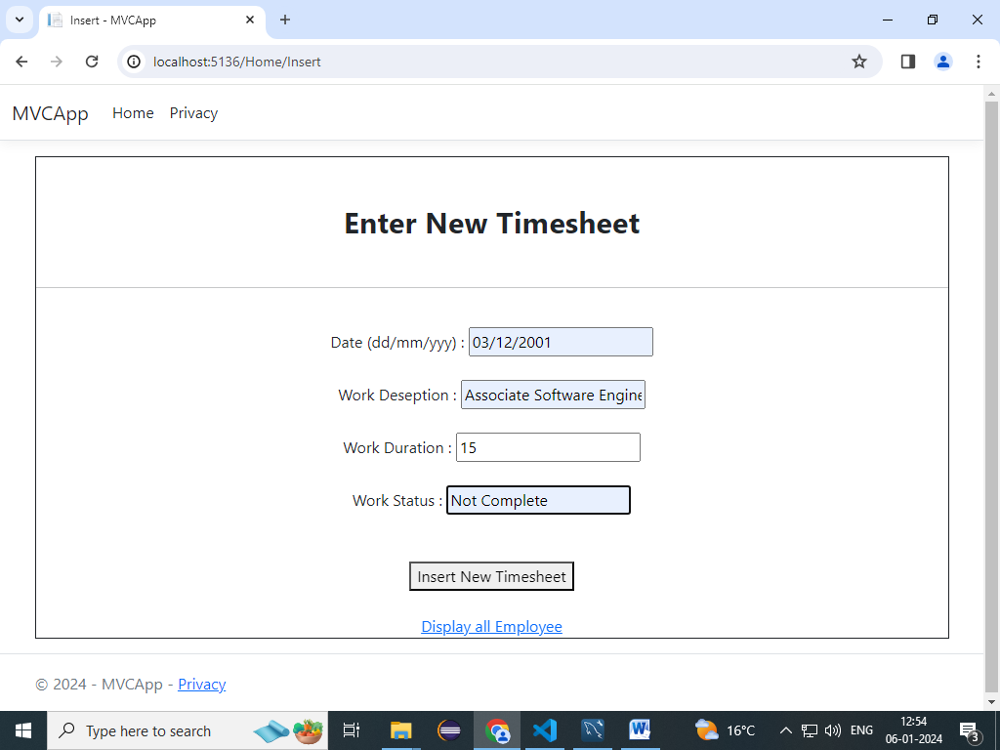 Insert - MVCApp
localhost:5136/Home/Insert
MVCApp Home Privacy
Enter New Timesheet
Date (dd/mm/yyy) : 03/12/2001
Work Deseption : Associate Software Engine
Work Duration : 15
Work Status : Not Complete
Insert New Timesheet
Display all Employee
© 2024 - MVCApp - Privacy
Type here to search 16°C ENG 12:54
06-01-2024 3